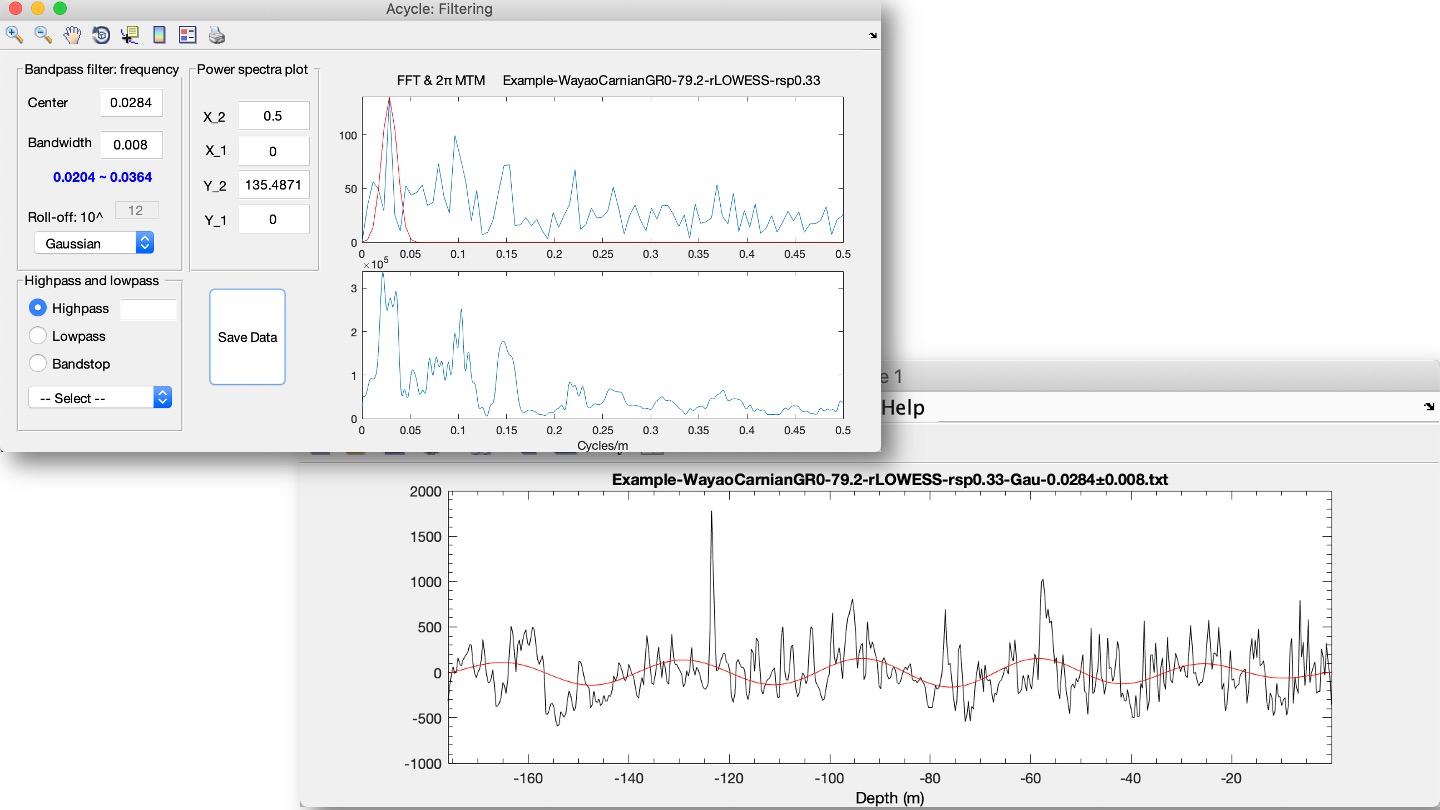 Acycle: Filtering
Bandpass filter: frequency
Center 0.0284
Bandwidth 0.008
0.0204 ~ 0.0364
Roll-off: 10^ 12
Gaussian
Highpass and lowpass
Highpass
Lowpass
Bandstop
-- Select --
Power spectra plot
X_2 0.5
X_1 0
Y_2 135.4871
Y_1 0
Save Data
FFT & 2π MTM Example-WayaoCarnianGR0-79.2-rLOWESS-rsp0.33
100
50
0
0 0.05 0.1 0.15 0.2 0.25 0.3 0.35 0.4 0.45 0.5
×10⁵
3
2
1
0
0 0.05 0.1 0.15 0.2 0.25 0.3 0.35 0.4 0.45 0.5
Cycles/m
e 1
Help
Example-WayaoCarnianGR0-79.2-rLOWESS-rsp0.33-Gau-0.0284±0.008.txt
2000
1500
1000
500
0
-500
-1000
-160 -140 -120 -100 -80 -60 -40 -20
Depth (m)